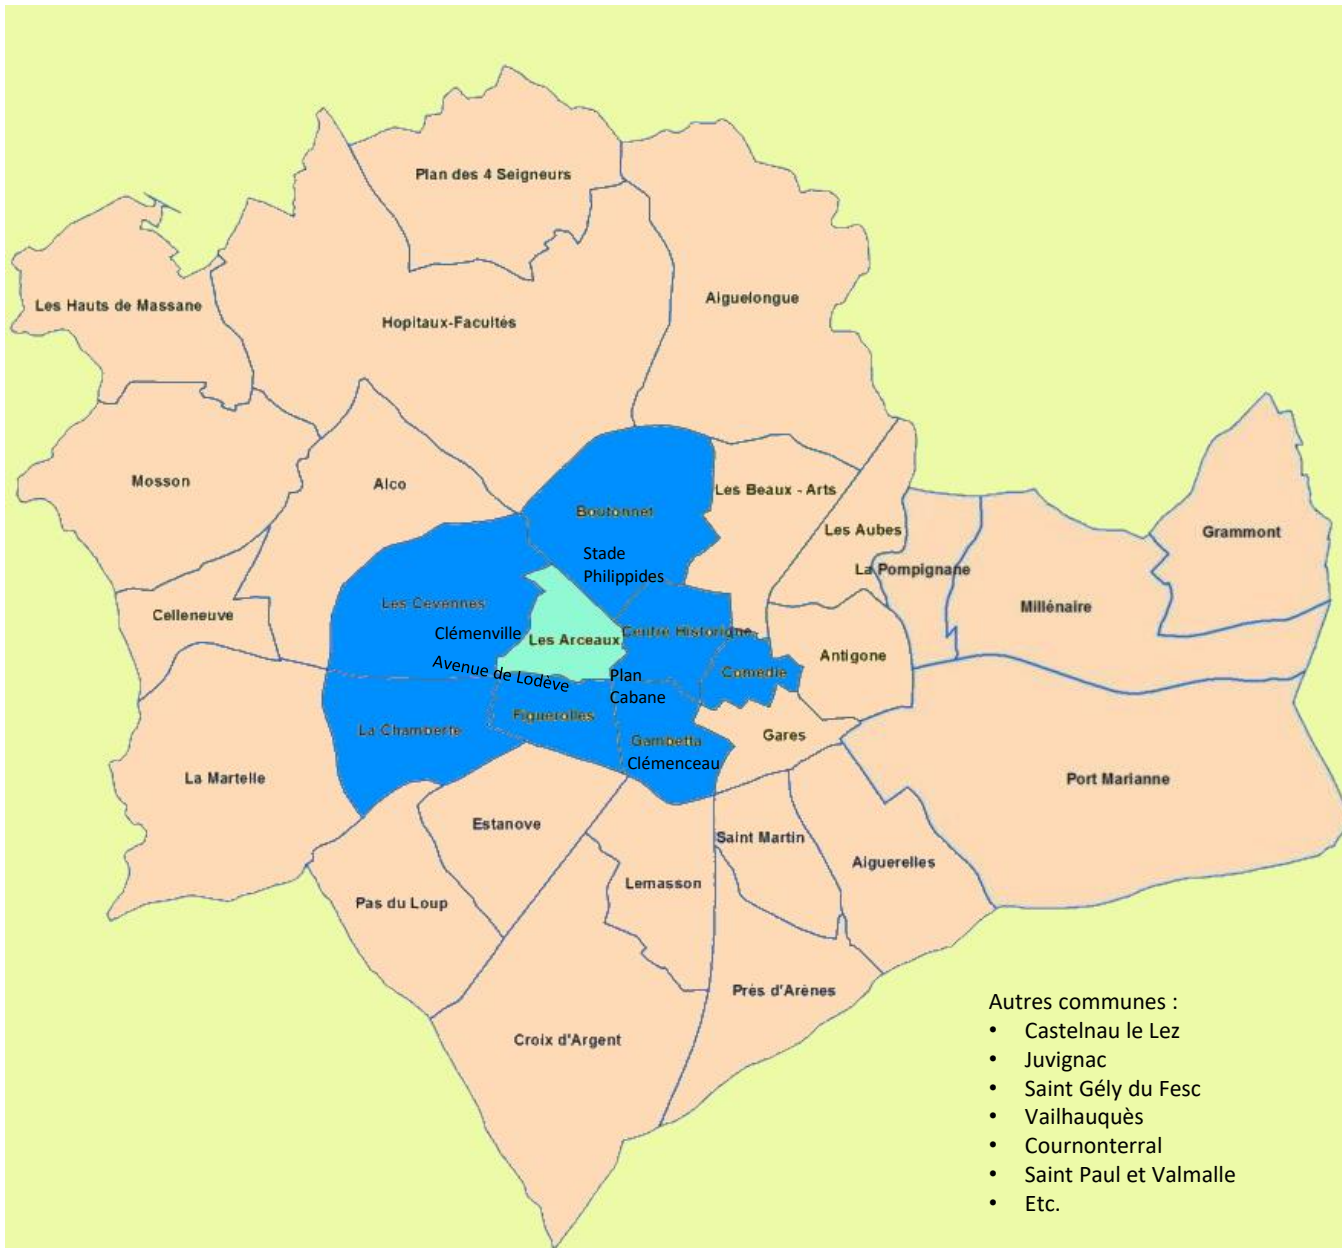 Plan des 4 Seigneurs
Les Hauts de Massane
Hopitaux-Facultés
Aiguelongue
Mosson
Alco
Les Beaux - Arts
Boutonnet
Stade
Philippides
Les Aubes
La Pompignane
Grammont
Millénaire
Celleneuve
Les Cevennes
Clémenville
Les Arceaux
Centre Historique
Antigone
Avenue de Lodève
Plan
Cabane
Comédie
La Chamberte
Figuerolles
Gambetta
Clémenceau
Gares
La Martelle
Port Marianne
Estanove
Saint Martin
Aiguerelles
Lemasson
Pas du Loup
Près d'Arènes
Croix d'Argent
Autres communes :
• Castelnau le Lez
• Juvignac
• Saint Gély du Fesc
• Vailhauquès
• Cournonterral
• Saint Paul et Valmalle
• Etc.